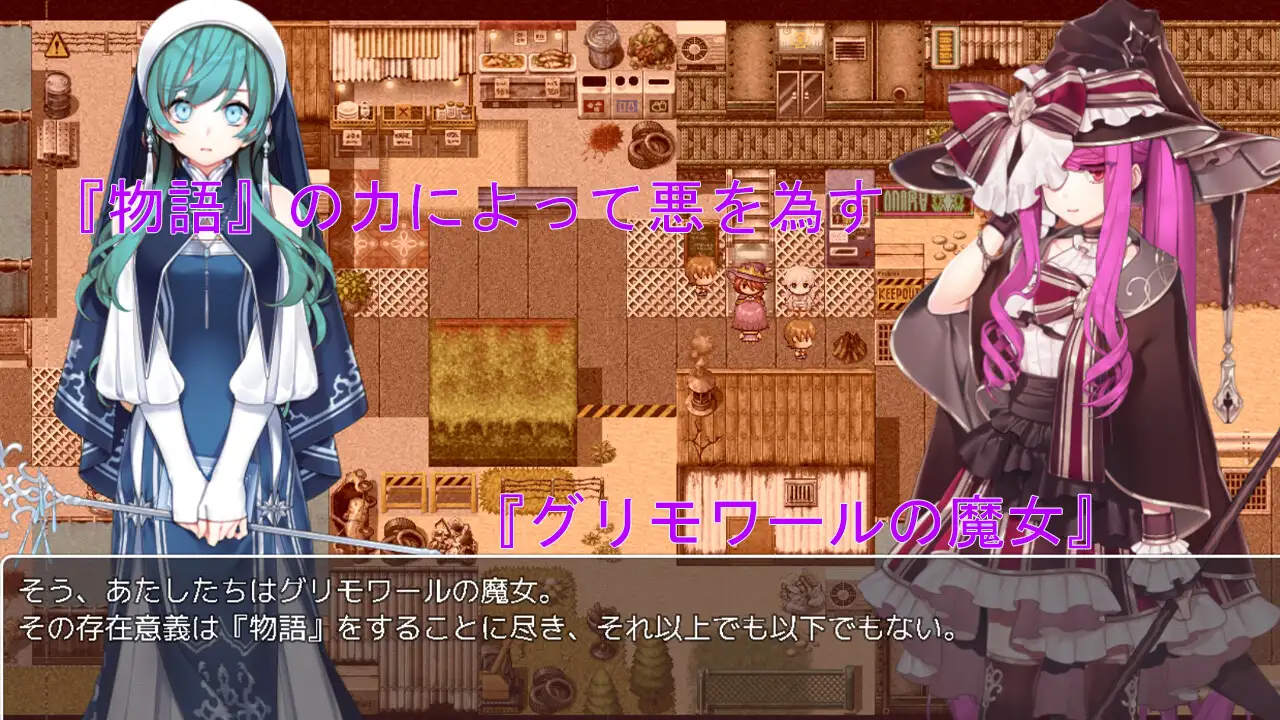 『物語』の力によって悪を為す
KEEPOUT
『グリモワールの魔女』
そう、あたしたちはグリモワールの魔女。
その存在意義は『物語』をすることに尽き、それ以上でも以下でもない。